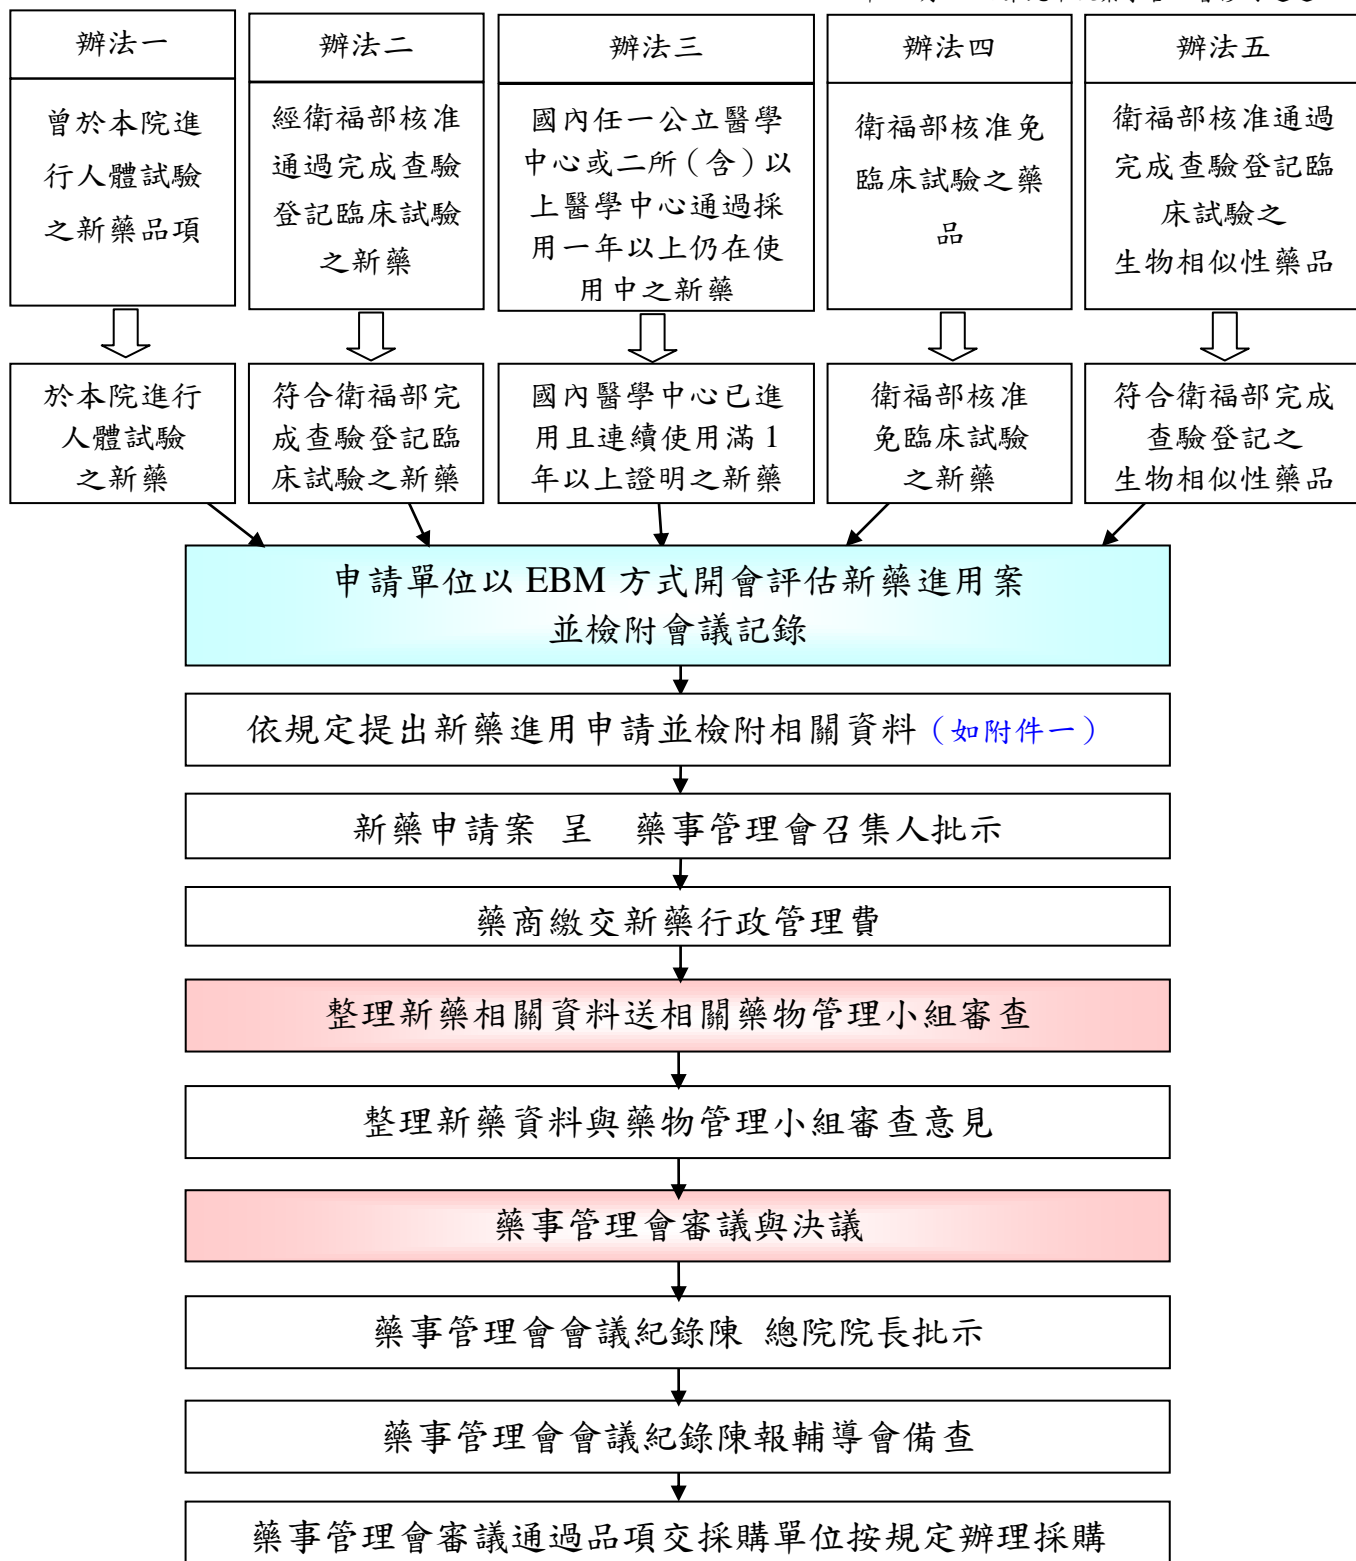 辦法一
曾於本院進
行人體試驗
之新藥品項
辦法二
經衛福部核准
通過完成查驗
登記臨床試驗
之新藥
辦法三
國內任一公立醫學
中心或二所(含)以
上醫學中心通過採
用一年以上仍在使
用中之新藥
辦法四
衛福部核准免
臨床試驗之藥
品
辦法五
衛福部核准通過
完成查驗登記臨
床試驗之
生物相似性藥品
於本院進行
人體試驗
之新藥
符合衛福部完
成查驗登記臨
床試驗之新藥
國內醫學中心已進
用且連續使用滿 1
年以上證明之新藥
衛福部核准
免臨床試驗
之新藥
符合衛福部完成
查驗登記之
生物相似性藥品
申請單位以 EBM 方式開會評估新藥進用案
並檢附會議記錄
依規定提出新藥進用申請並檢附相關資料(如附件一)
新藥申請案 呈 藥事管理會召集人批示
藥商繳交新藥行政管理費
整理新藥相關資料送相關藥物管理小組審查
整理新藥資料與藥物管理小組審查意見
藥事管理會審議與決議
藥事管理會會議紀錄陳 總院院長批示
藥事管理會會議紀錄陳報輔導會備查
藥事管理會審議通過品項交採購單位按規定辦理採購